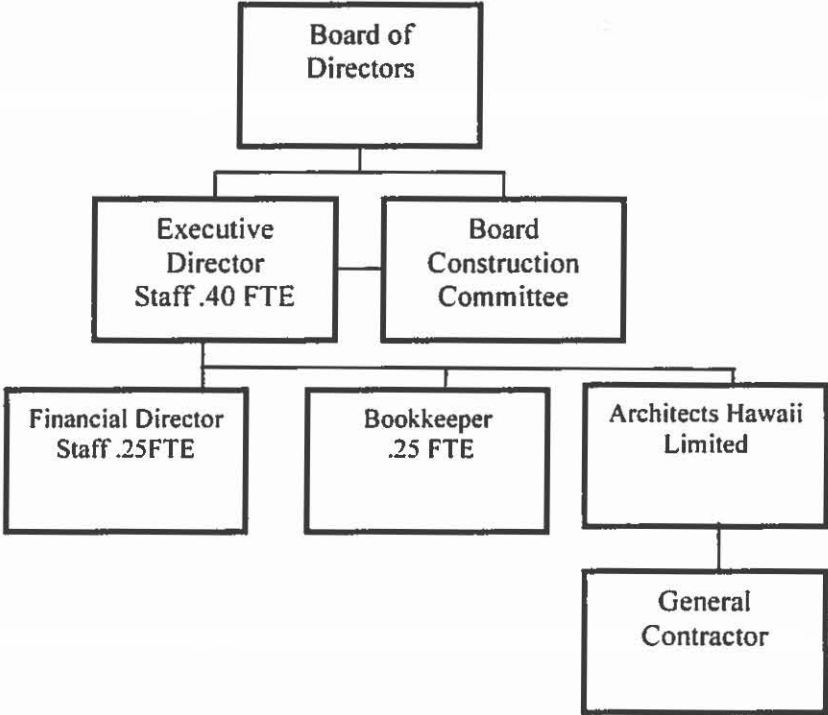 Board of
Directors
Executive
Director
Staff .40 FTE
Board
Construction
Committee
Financial Director
Staff .25FTE
Bookkeeper
.25 FTE
Architects Hawaii
Limited
General
Contractor